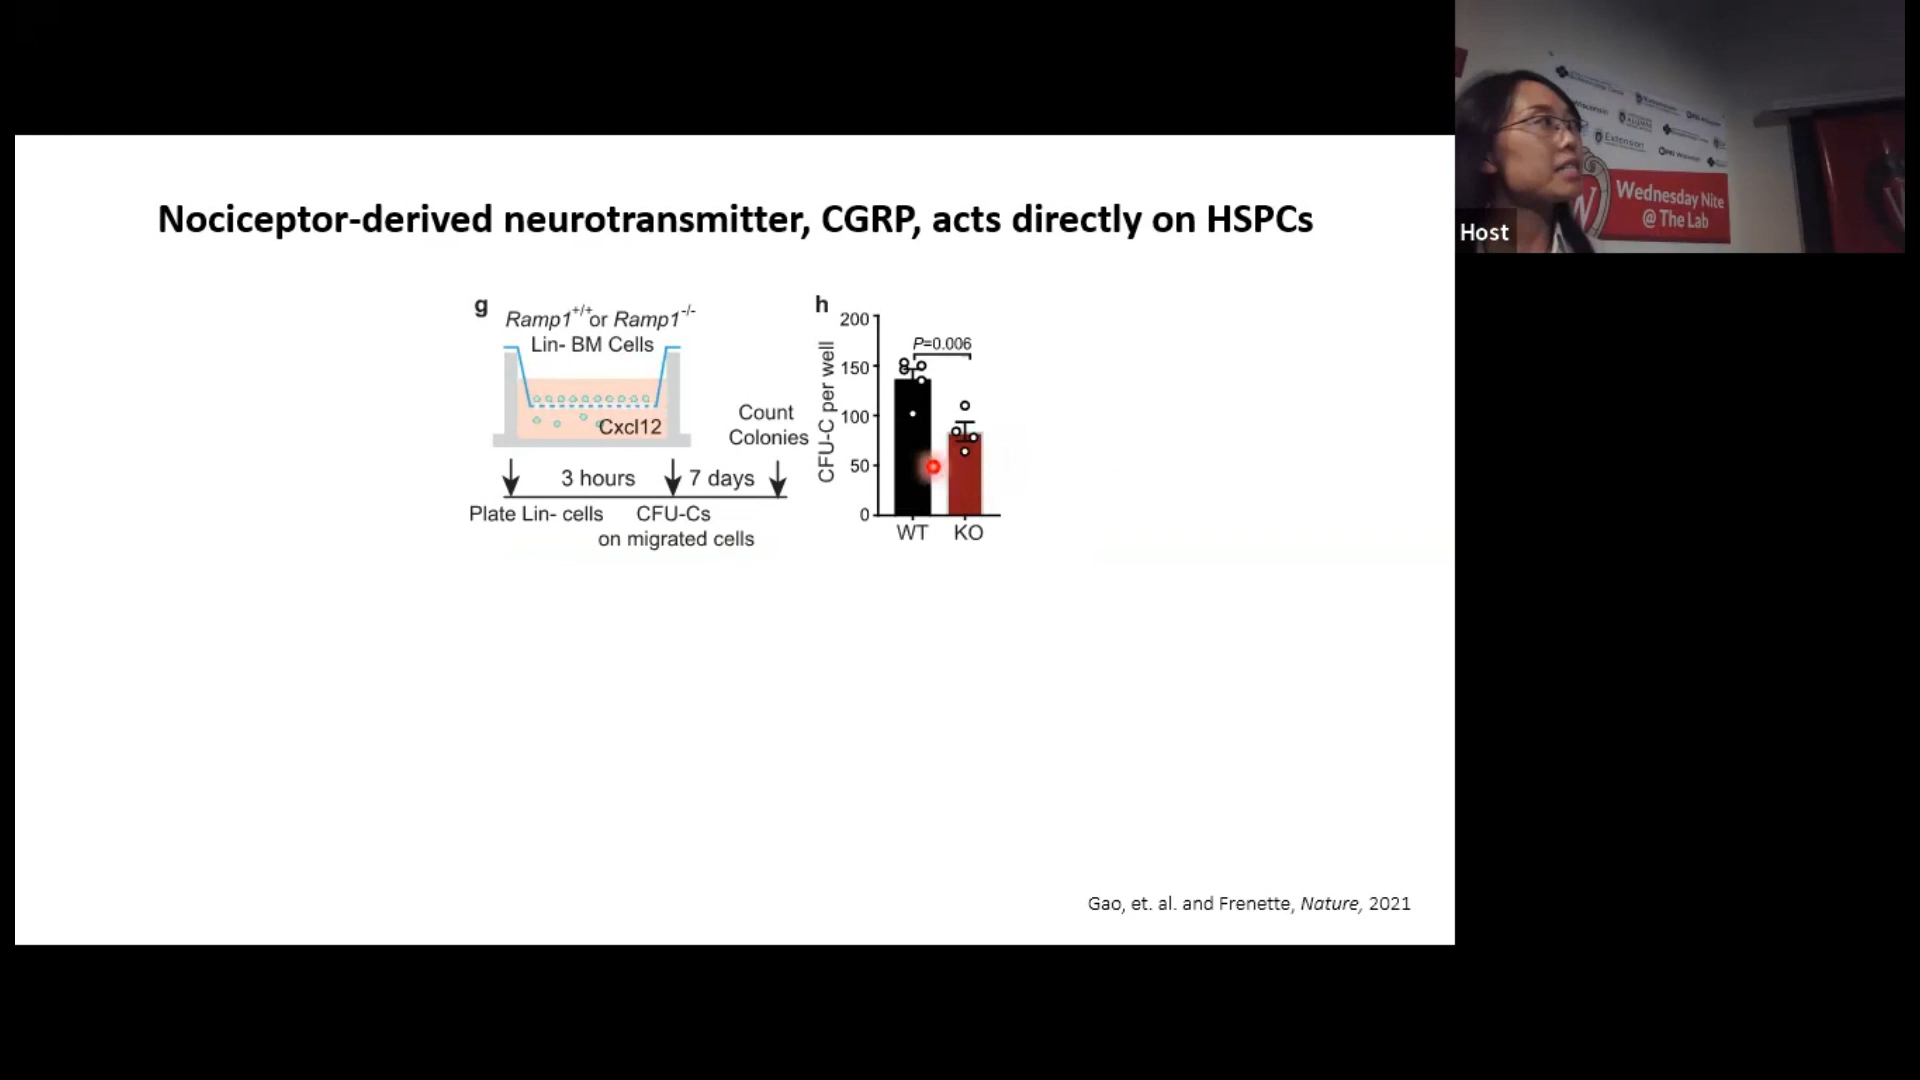 Nociceptor-derived neurotransmitter, CGRP, acts directly on HSPCs
g
Ramp1+/+or Ramp1-/-
Lin- BM Cells
Cxcl12
Count
Colonies
3 hours
7 days
Plate Lin- cells
CFU-Cs
on migrated cells
h
CFU-C per well
200
150
100
50
0
P=0.006
WT
KO
Gao, et. al. and Frenette, Nature, 2021
Wisconsin
Extension
Wednesday Nite
@ The Lab
Host